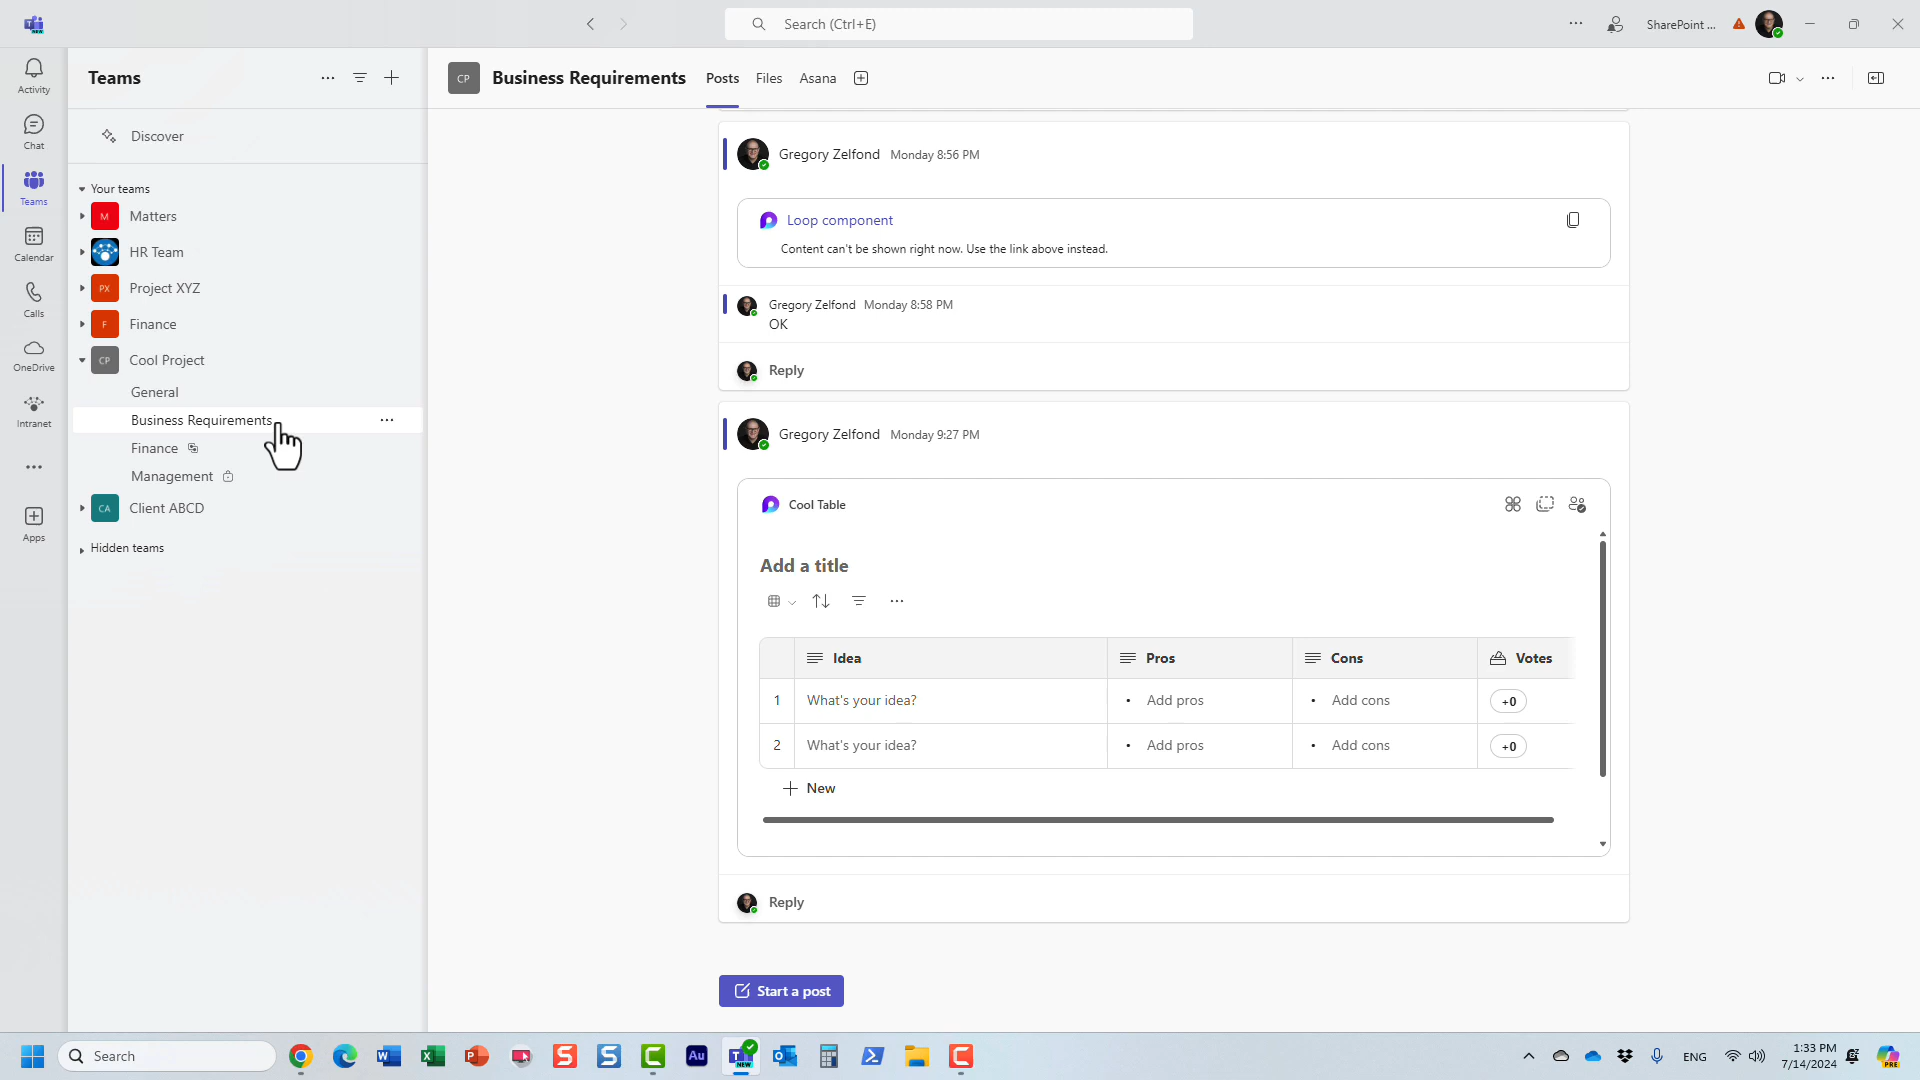 Search (Ctrl+E)
SharePoint ...
Activity
Chat
Teams
Calendar
Calls
OneDrive
Intranet
Apps
Teams
Discover
Your teams
M Matters
HR Team
PX Project XYZ
F Finance
CP Cool Project
General
Business Requirements
Finance
Management
CA Client ABCD
Hidden teams
CP Business Requirements Posts Files Asana
Gregory Zelfond Monday 8:56 PM
Loop component
Content can't be shown right now. Use the link above instead.
Gregory Zelfond Monday 8:58 PM
OK
Reply
Gregory Zelfond Monday 9:27 PM
Cool Table
Add a title
Idea Pros Cons Votes
1 What's your idea? • Add pros • Add cons +0
2 What's your idea? • Add pros • Add cons +0
New
Reply
Start a post
Search
Au
NEW
ENG
1:33 PM
7/14/2024
PRE